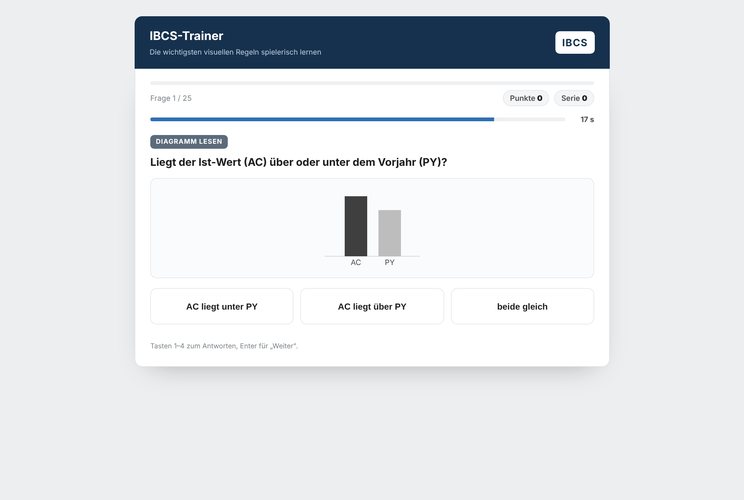 IBCS-Trainer
Die wichtigsten visuellen Regeln spielerisch lernen
IBCS
Frage 1 / 25
Punkte 0
Serie 0
17 s
DIAGRAMM LESEN
Liegt der Ist-Wert (AC) über oder unter dem Vorjahr (PY)?
AC
PY
AC liegt unter PY
AC liegt über PY
beide gleich
Tasten 1–4 zum Antworten, Enter für „Weiter“.